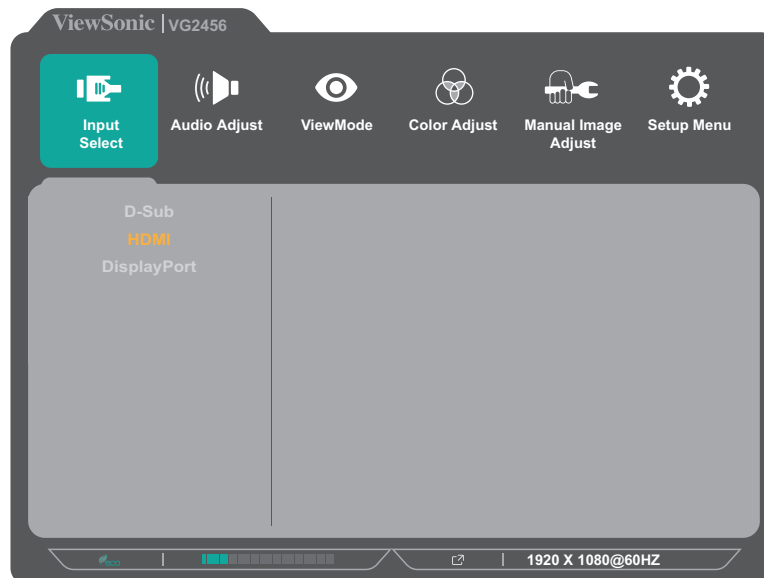 ViewSonic | VG2456
Input
Select
Audio Adjust
ViewMode
Color Adjust
Manual Image
Adjust
Setup Menu
D-Sub
HDMI
DisplayPort
eco
1920 X 1080@60HZ